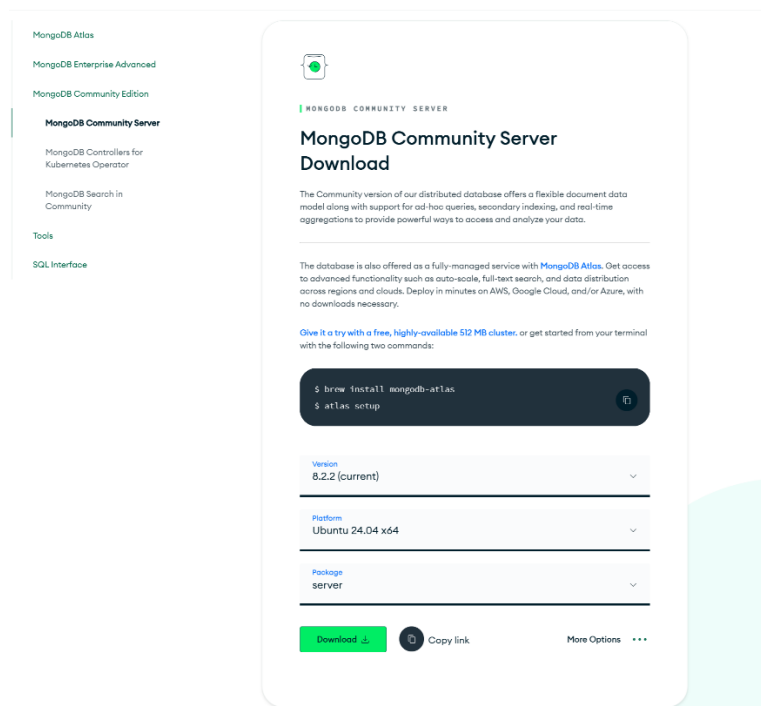 MongoDB Atlas
MongoDB Enterprise Advanced
MongoDB Community Edition
MongoDB Community Server
MongoDB Controllers for
Kubernetes Operator
MongoDB Search in
Community
Tools
SQL Interface
MONGODB COMMUNITY SERVER
MongoDB Community Server
Download
The Community version of our distributed database offers a flexible document data
model along with support for ad-hoc queries, secondary indexing, and real-time
aggregations to provide powerful ways to access and analyze your data.
The database is also offered as a fully-managed service with MongoDB Atlas. Get access
to advanced functionality such as auto-scale, full-text search, and data distribution
across regions and clouds. Deploy in minutes on AWS, Google Cloud, and/or Azure, with
no downloads necessary.
Give it a try with a free, highly-available 512 MB cluster. or get started from your terminal
with the following two commands:
$ brew install mongodb-atlas
$ atlas setup
Version
8.2.2 (current)
Platform
Ubuntu 24.04 x64
Package
server
Download
Copy link
More Options